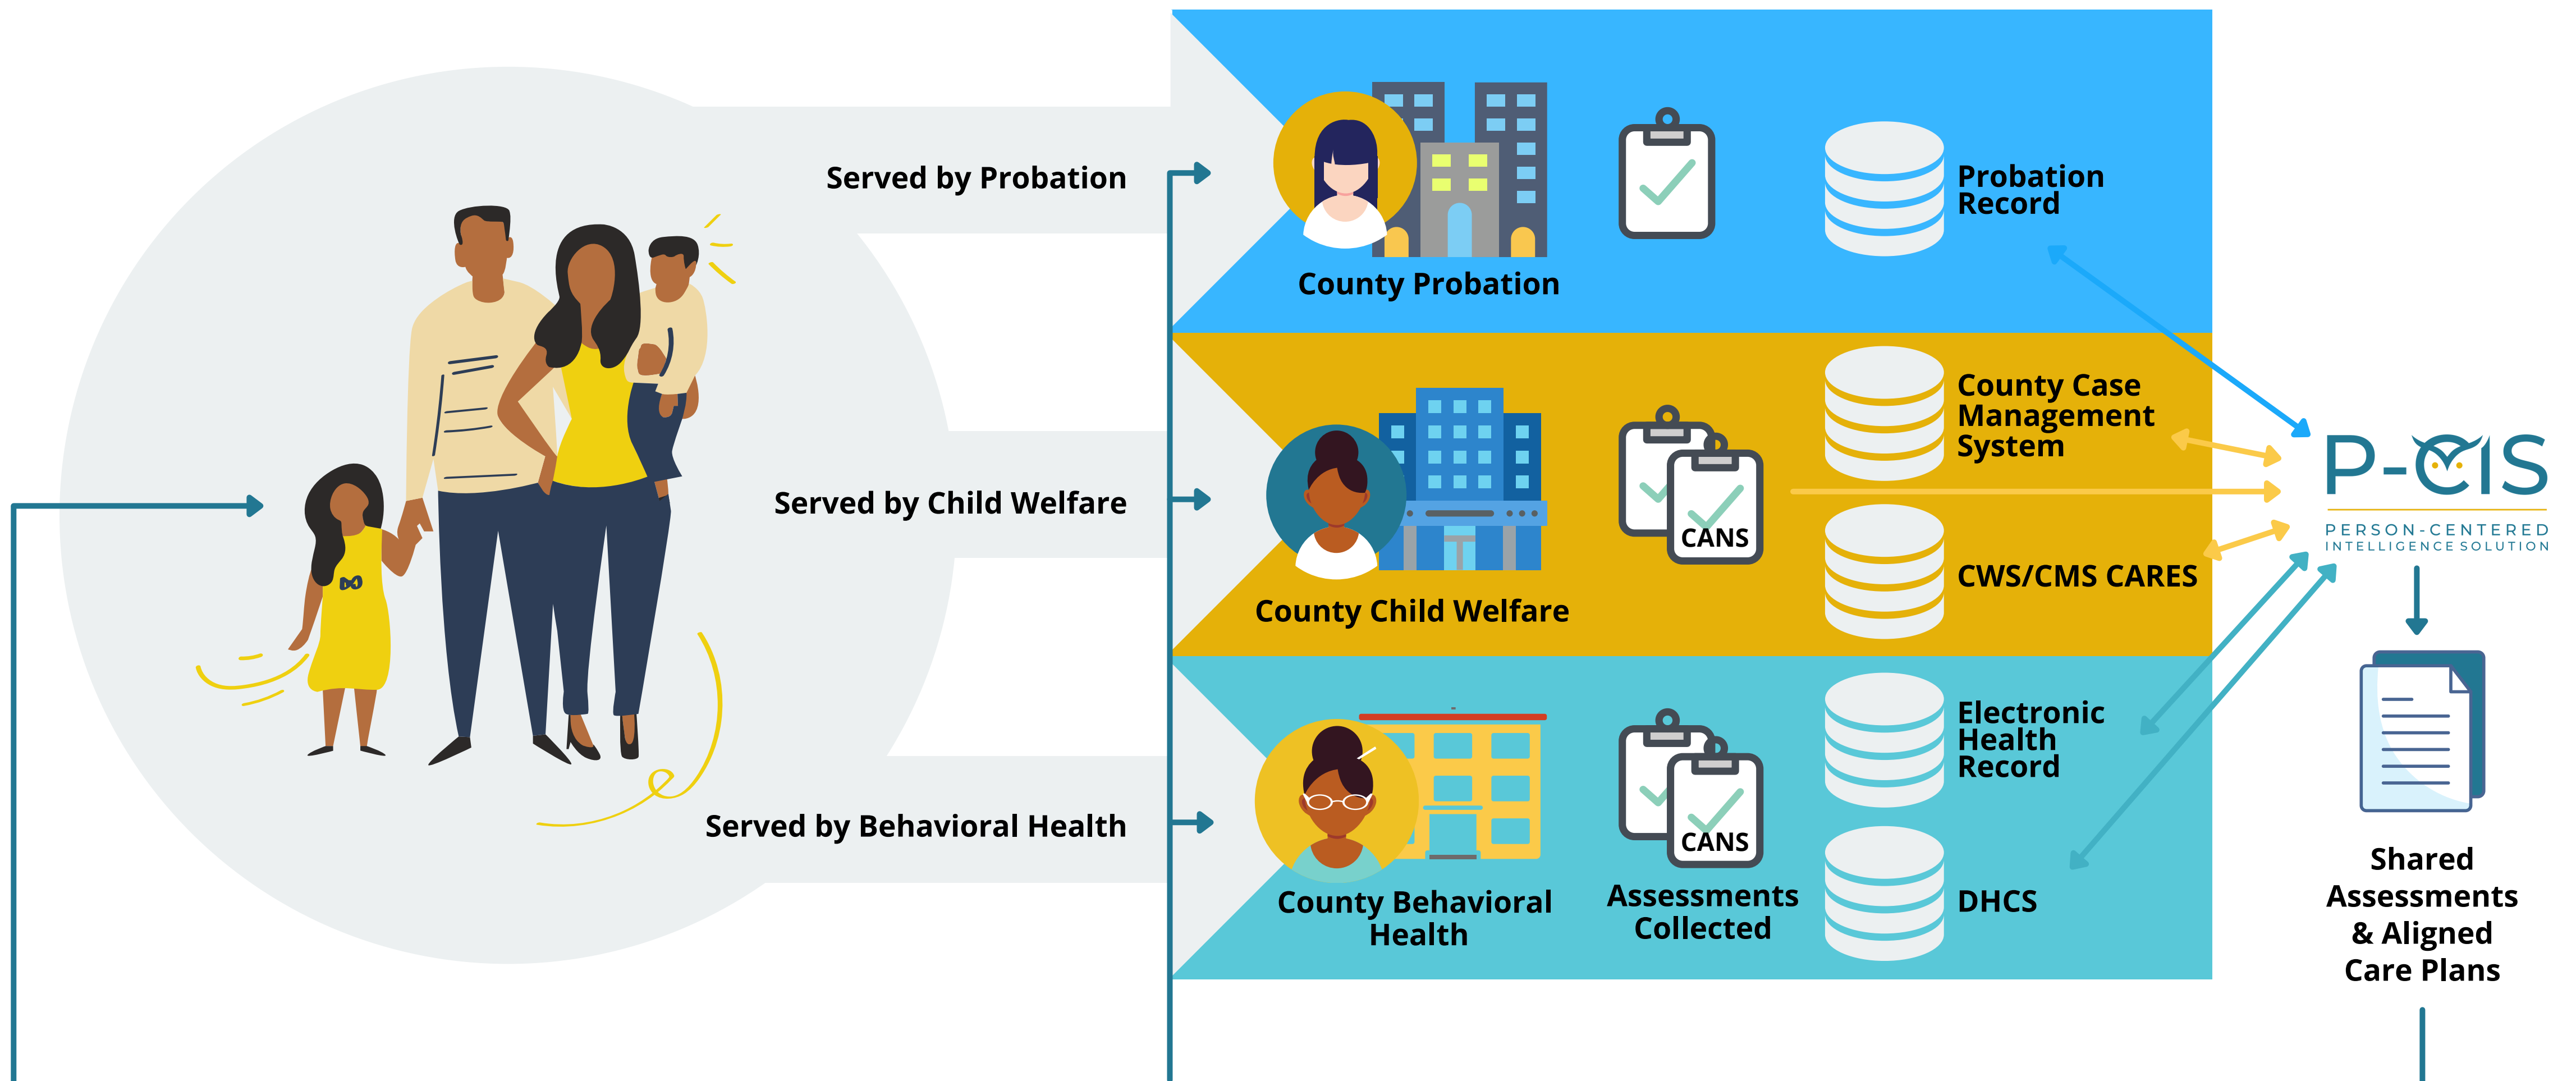 Served by Probation
County Probation
Probation
Record
Served by Child Welfare
County Child Welfare
CANS
County Case
Management
System
CWS/CMS CARES
P-CIS
PERSON-CENTERED
INTELLIGENCE SOLUTION
Served by Behavioral Health
County Behavioral
Health
CANS
Assessments
Collected
Electronic
Health
Record
DHCS
Shared
Assessments
& Aligned
Care Plans